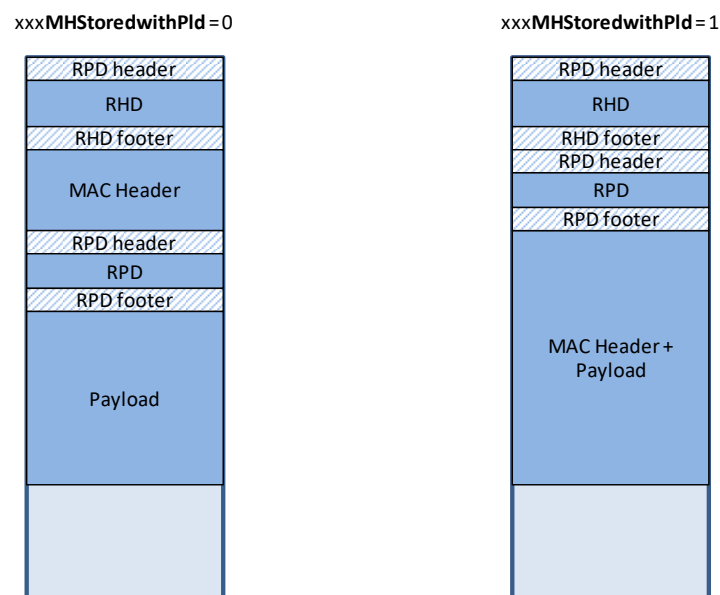 xxxMHStoredwithPld=0
RPD header
RHD
RHD footer
MAC Header
RPD header
RPD
RPD footer
Payload
xxxMHStoredwithPld=1
RPD header
RHD
RHD footer
RPD header
RPD
RPD footer
MAC Header +
Payload